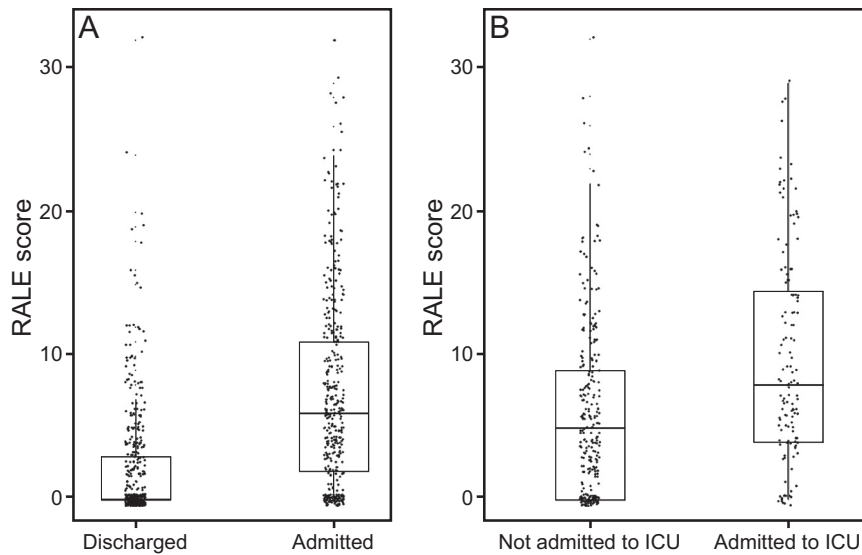 A
RALE score
30
20
10
0
Discharged Admitted
B
RALE score
30
20
10
0
Not admitted to ICU Admitted to ICU